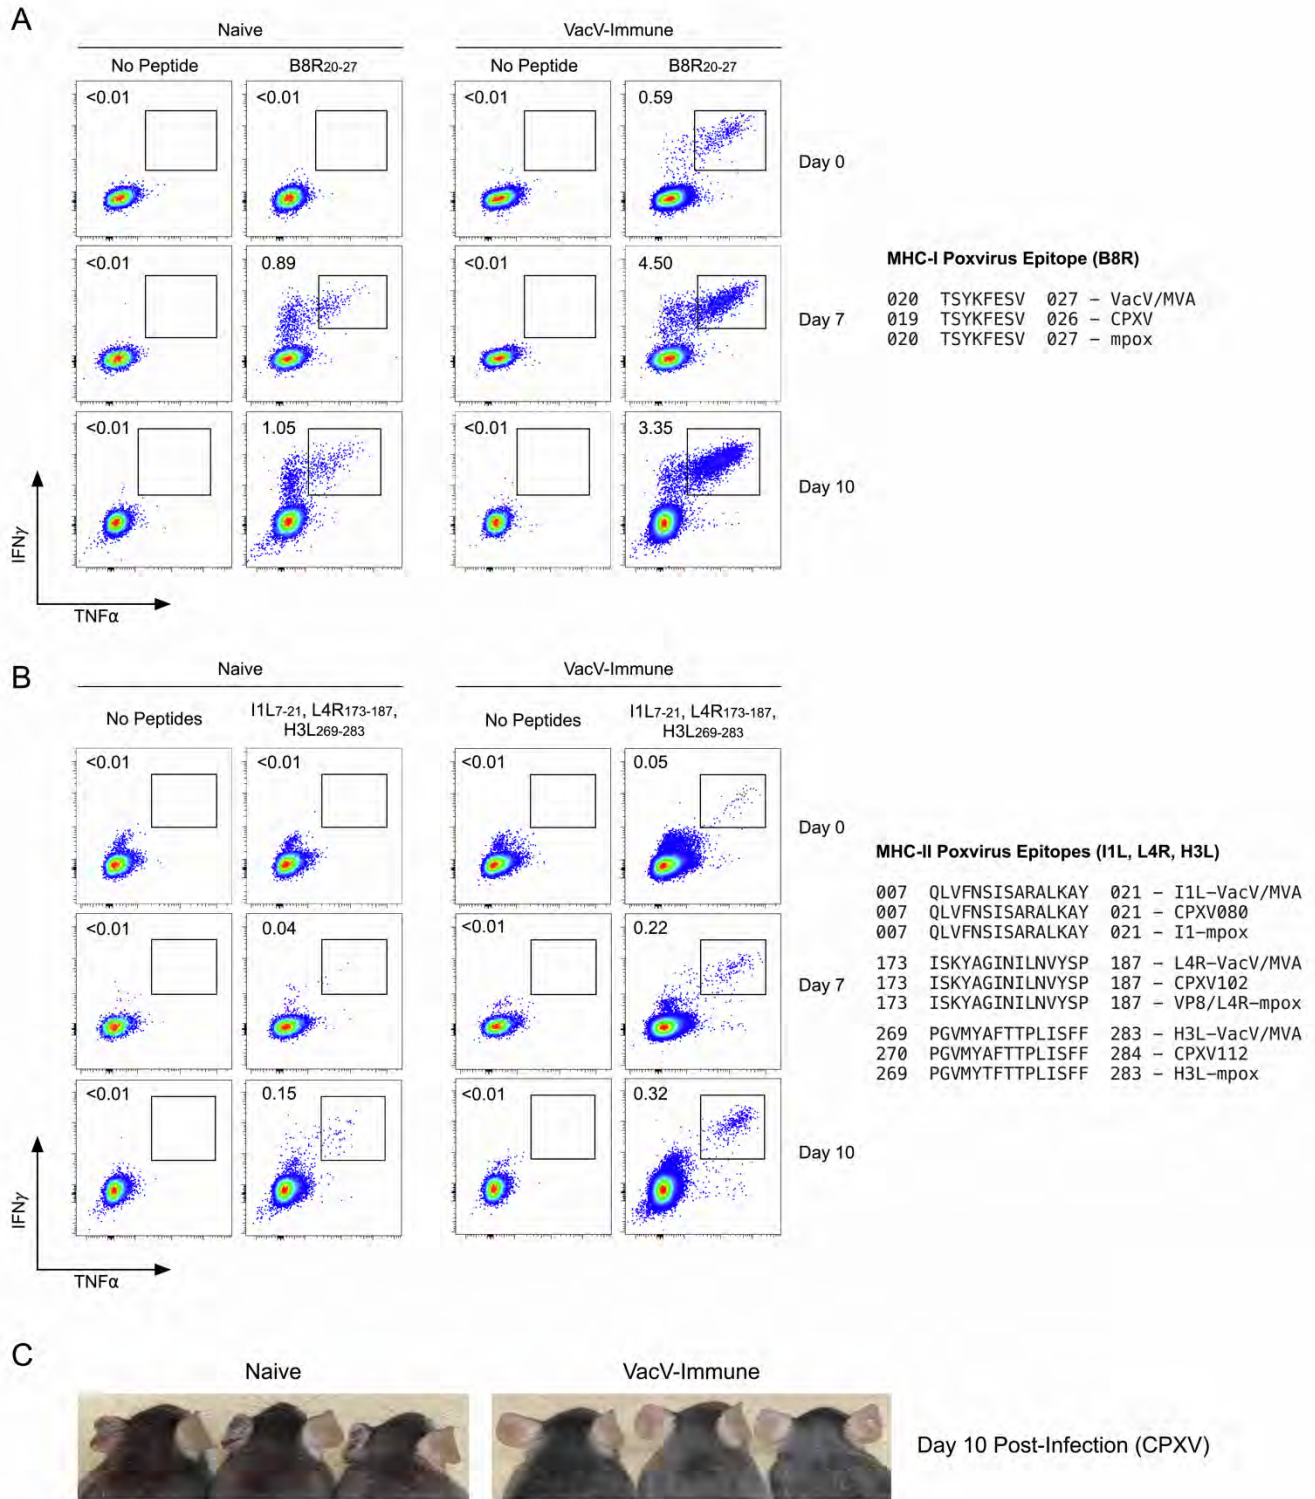 A
Naive
VacV-Immune
No Peptide
B8R20-27
No Peptide
B8R20-27
<0.01
<0.01
<0.01
0.59
Day 0
<0.01
0.89
<0.01
4.50
Day 7
<0.01
1.05
<0.01
3.35
Day 10
IFNγ
TNFα
MHC-I Poxvirus Epitope (B8R)
020 TSYKFESV 027 – VacV/MVA
019 TSYKFESV 026 – CPXV
020 TSYKFESV 027 – mpox
B
Naive
VacV-Immune
No Peptides
I1L7-21, L4R173-187,
H3L269-283
No Peptides
I1L7-21, L4R173-187,
H3L269-283
<0.01
<0.01
<0.01
0.05
Day 0
<0.01
0.04
<0.01
0.22
Day 7
<0.01
0.15
<0.01
0.32
Day 10
IFNγ
TNFα
MHC-II Poxvirus Epitopes (I1L, L4R, H3L)
007 QLVFNSISARALKAY 021 – I1L–VacV/MVA
007 QLVFNSISARALKAY 021 – CPXV080
007 QLVFNSISARALKAY 021 – I1–mpox
173 ISKYAGINILNVYSP 187 – L4R–VacV/MVA
173 ISKYAGINILNVYSP 187 – CPXV102
173 ISKYAGINILNVYSP 187 – VP8/L4R–mpox
269 PGVMYAFTTPLISFF 283 – H3L–VacV/MVA
270 PGVMYAFTTPLISFF 284 – CPXV112
269 PGVMYTFTTPLISFF 283 – H3L–mpox
C
Naive
VacV-Immune
Day 10 Post-Infection (CPXV)